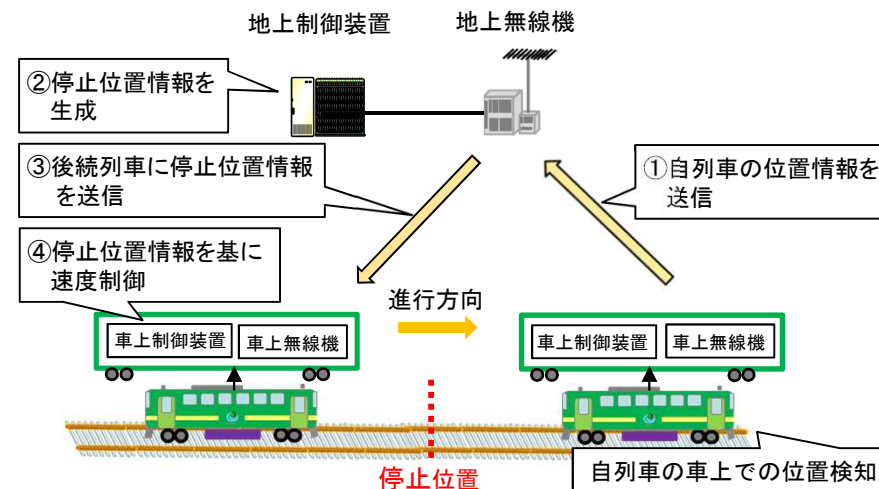 地上制御装置
地上無線機
②停止位置情報を
生成
③後続列車に停止位置情報
を送信
①自列車の位置情報を
送信
④停止位置情報を基に
速度制御
進行方向
車上制御装置
車上無線機
車上制御装置
車上無線機
停止位置
自列車の車上での位置検知